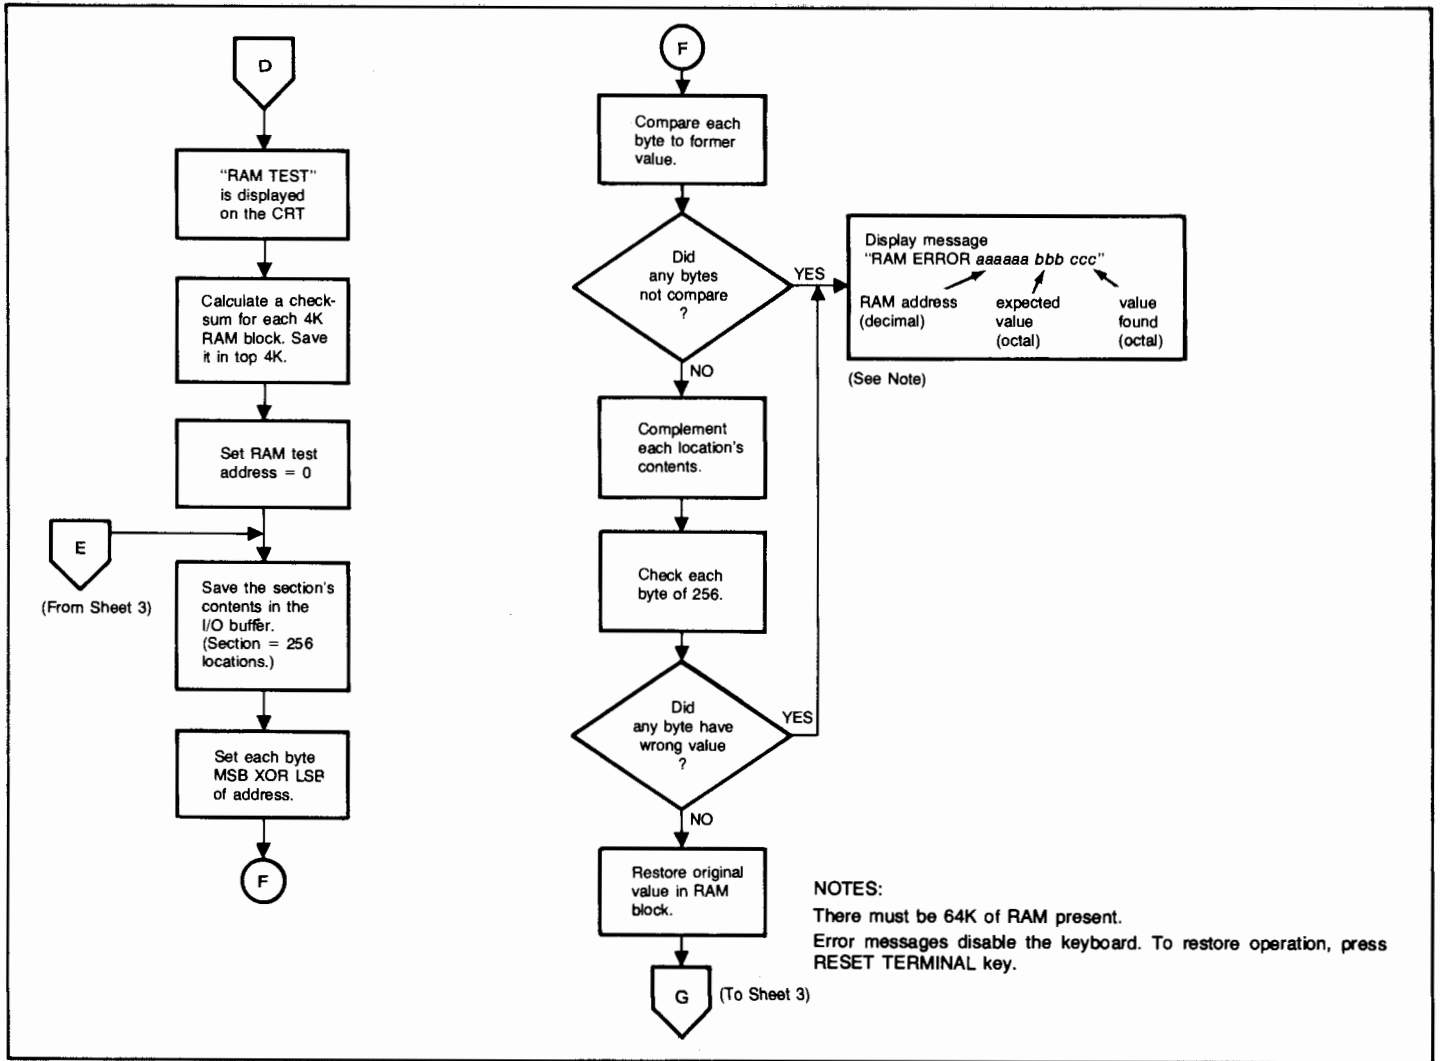 D
"RAM TEST"
is displayed
on the CRT
Calculate a check-
sum for each 4K
RAM block. Save
it in top 4K.
Set RAM test
address = 0
E
(From Sheet 3)
Save the section's
contents in the
I/O buffer.
(Section = 256
locations.)
Set each byte
MSB XOR LSB
of address.
F
F
Compare each
byte to former
value.
Did
any bytes
not compare
?
YES
NO
Display message
"RAM ERROR aaaaaa bbb ccc"
RAM address
(decimal)
expected
value
(octal)
value
found
(octal)
(See Note)
Complement
each location's
contents.
Check each
byte of 256.
Did
any byte have
wrong value
?
YES
NO
Restore original
value in RAM
block.
G
(To Sheet 3)
NOTES:
There must be 64K of RAM present.
Error messages disable the keyboard. To restore operation, press
RESET TERMINAL key.